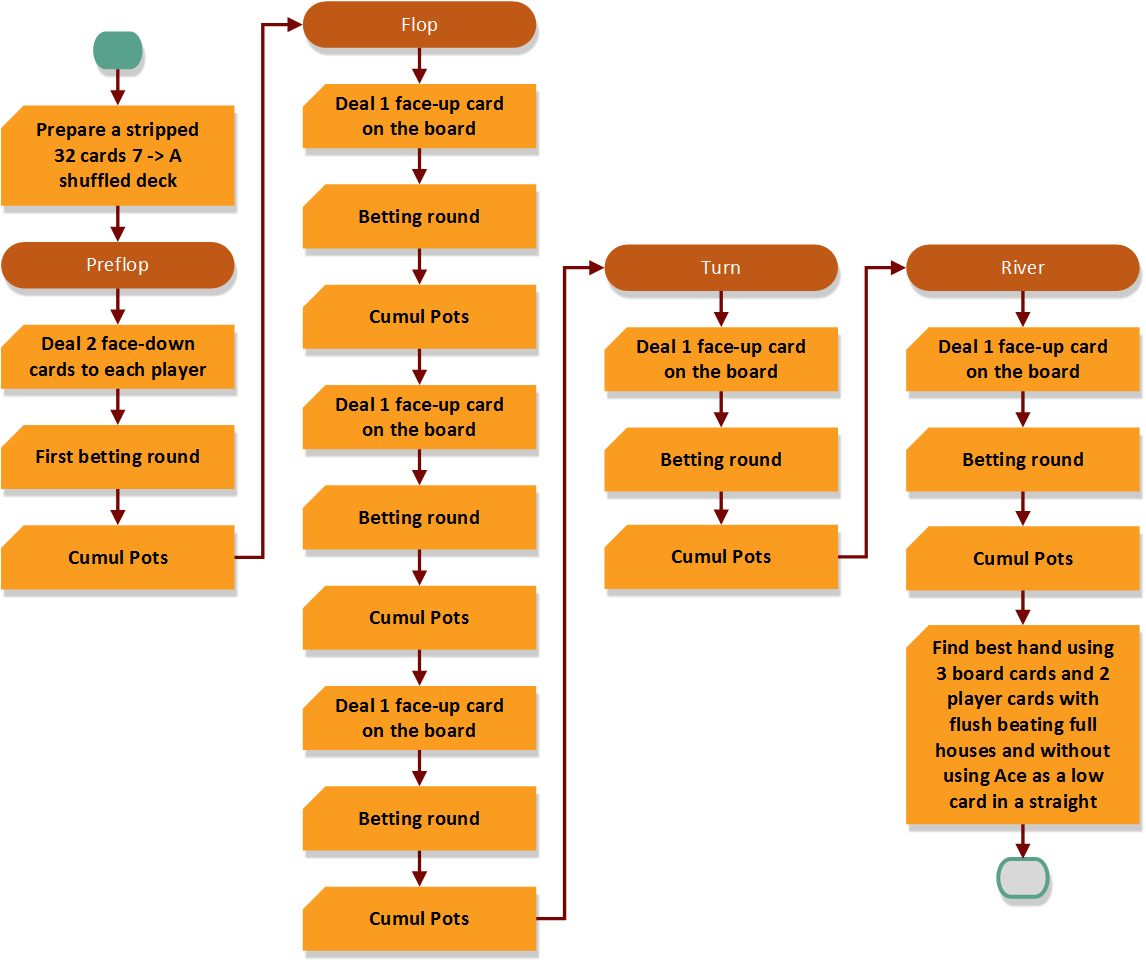 Prepare a stripped
32 cards 7 -> A
shuffled deck
Preflop
Deal 2 face-down
cards to each player
First betting round
Cumul Pots
Flop
Deal 1 face-up card
on the board
Betting round
Cumul Pots
Deal 1 face-up card
on the board
Betting round
Cumul Pots
Deal 1 face-up card
on the board
Betting round
Cumul Pots
Turn
Deal 1 face-up card
on the board
Betting round
Cumul Pots
River
Deal 1 face-up card
on the board
Betting round
Cumul Pots
Find best hand using
3 board cards and 2
player cards with
flush beating full
houses and without
using Ace as a low
card in a straight